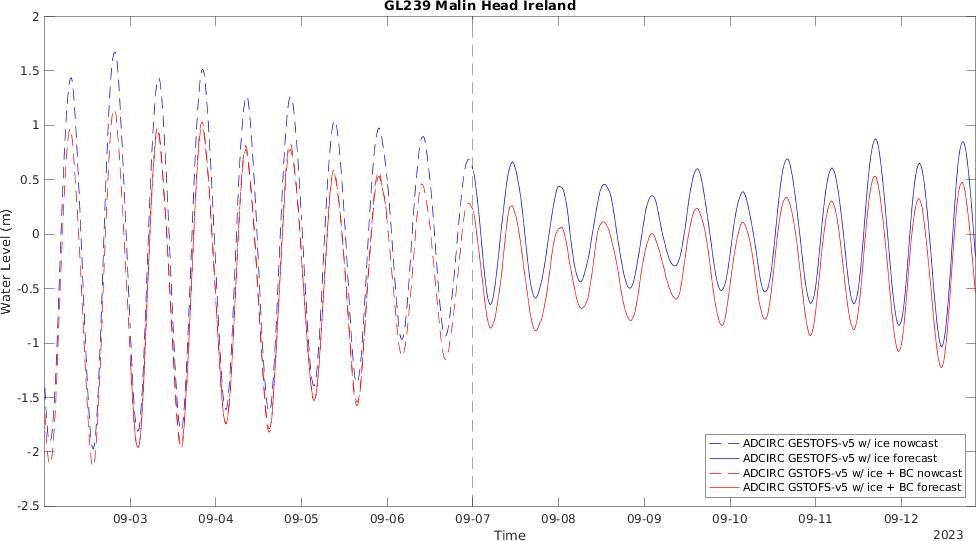 GL239 Malin Head Ireland
2
1.5
1
0.5
0
-0.5
-1
-1.5
-2
-2.5
Water Level (m)
ADCIRC GESTOFS-v5 w/ ice nowcast
ADCIRC GESTOFS-v5 w/ ice forecast
ADCIRC GSTOFS-v5 w/ ice + BC nowcast
ADCIRC GSTOFS-v5 w/ ice + BC forecast
09-03 09-04 09-05 09-06 09-07 09-08 09-09 09-10 09-11 09-12
Time
2023